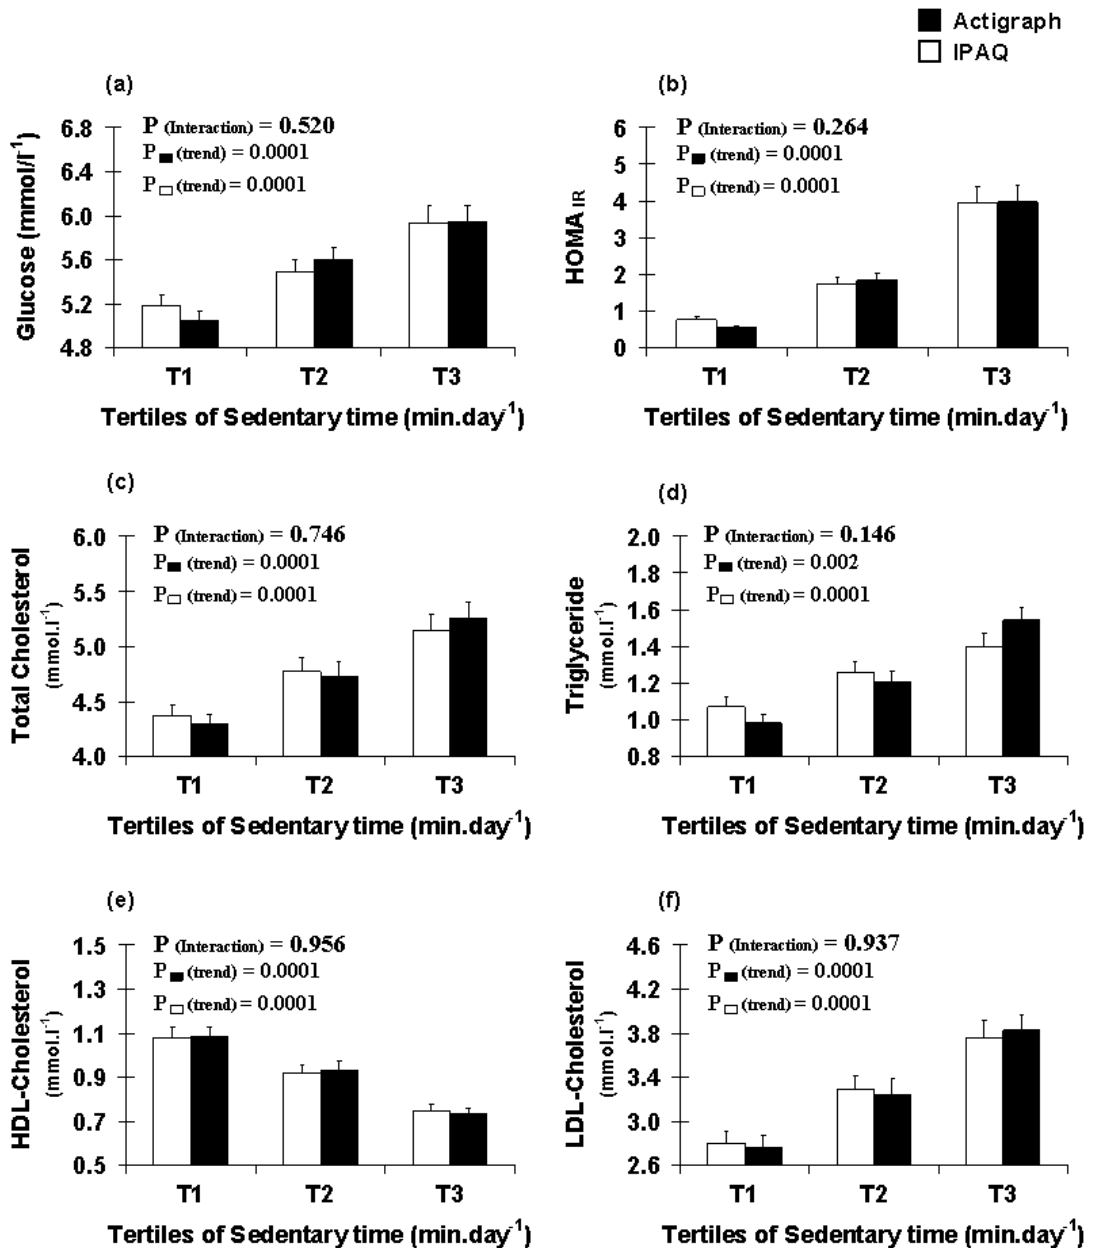 Actigraph
IPAQ
(a)
P (Interaction) = 0.520
P■ (trend) = 0.0001
P□ (trend) = 0.0001
Glucose (mmol/l⁻¹)
6.8
6.4
6.0
5.6
5.2
4.8
T1 T2 T3
Tertiles of Sedentary time (min.day⁻¹)
(b)
P (Interaction) = 0.264
P■ (trend) = 0.0001
P□ (trend) = 0.0001
HOMA IR
6
5
4
3
2
1
0
T1 T2 T3
Tertiles of Sedentary time (min.day⁻¹)
(c)
P (Interaction) = 0.746
P■ (trend) = 0.0001
P□ (trend) = 0.0001
Total Cholesterol
(mmol.l⁻¹)
6.0
5.5
5.0
4.5
4.0
T1 T2 T3
Tertiles of Sedentary time (min.day⁻¹)
(d)
P (Interaction) = 0.146
P■ (trend) = 0.002
P□ (trend) = 0.0001
Triglyceride
(mmol.l⁻¹)
2.0
1.8
1.6
1.4
1.2
1.0
0.8
T1 T2 T3
Tertiles of Sedentary time (min.day⁻¹)
(e)
P (Interaction) = 0.956
P■ (trend) = 0.0001
P□ (trend) = 0.0001
HDL-Cholesterol
(mmol.l⁻¹)
1.5
1.3
1.1
0.9
0.7
0.5
T1 T2 T3
Tertiles of Sedentary time (min.day⁻¹)
(f)
P (Interaction) = 0.937
P■ (trend) = 0.0001
P□ (trend) = 0.0001
LDL-Cholesterol
(mmol.l⁻¹)
4.6
4.2
3.8
3.4
3.0
2.6
T1 T2 T3
Tertiles of Sedentary time (min.day⁻¹)